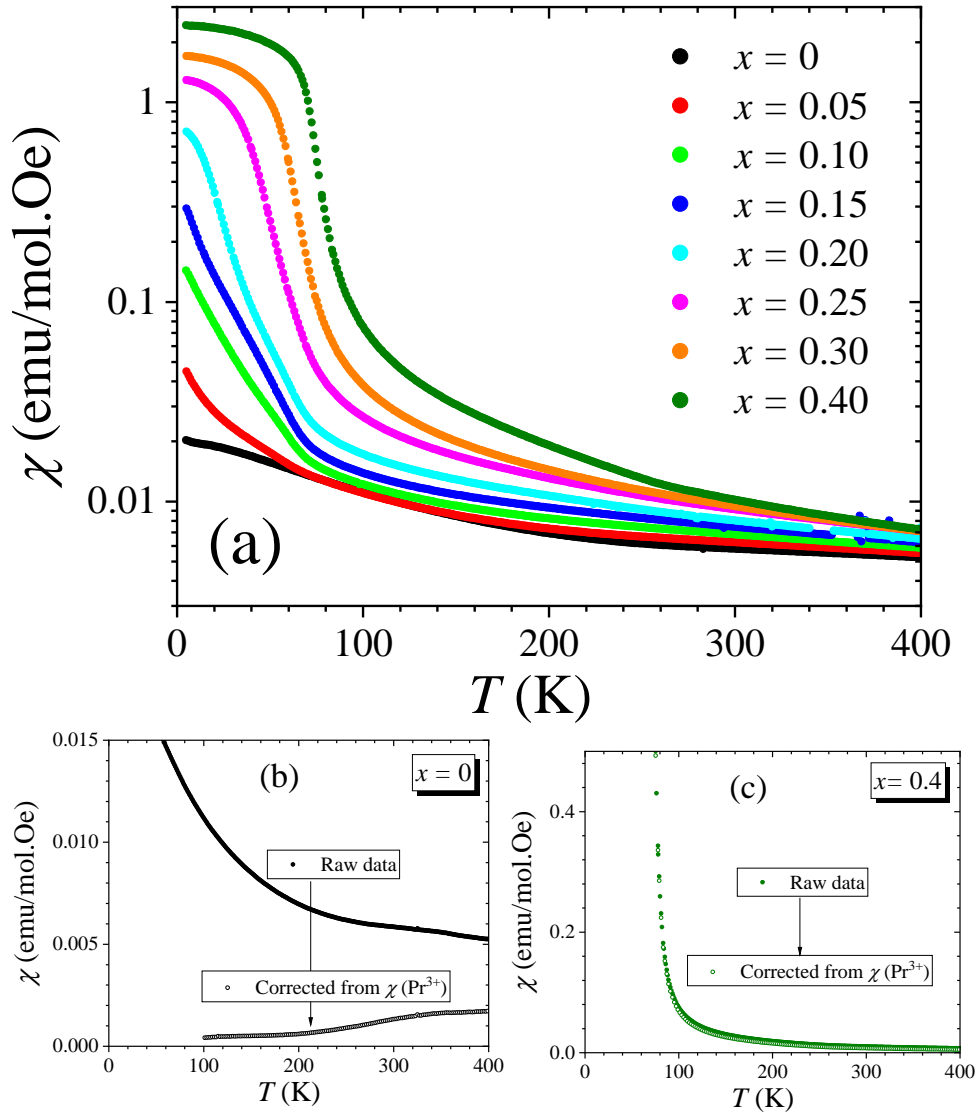 χ (emu/mol.Oe)
1
0.1
0.01
x = 0
x = 0.05
x = 0.10
x = 0.15
x = 0.20
x = 0.25
x = 0.30
x = 0.40
(a)
0 100 200 300 400
T (K)
χ (emu/mol.Oe)
0.015
0.010
0.005
0.000
(b)
x = 0
Raw data
Corrected from χ (Pr³⁺)
0 100 200 300 400
T (K)
χ (emu/mol.Oe)
0.4
0.2
0.0
(c)
x= 0.4
Raw data
Corrected from χ (Pr³⁺)
0 100 200 300 400
T (K)